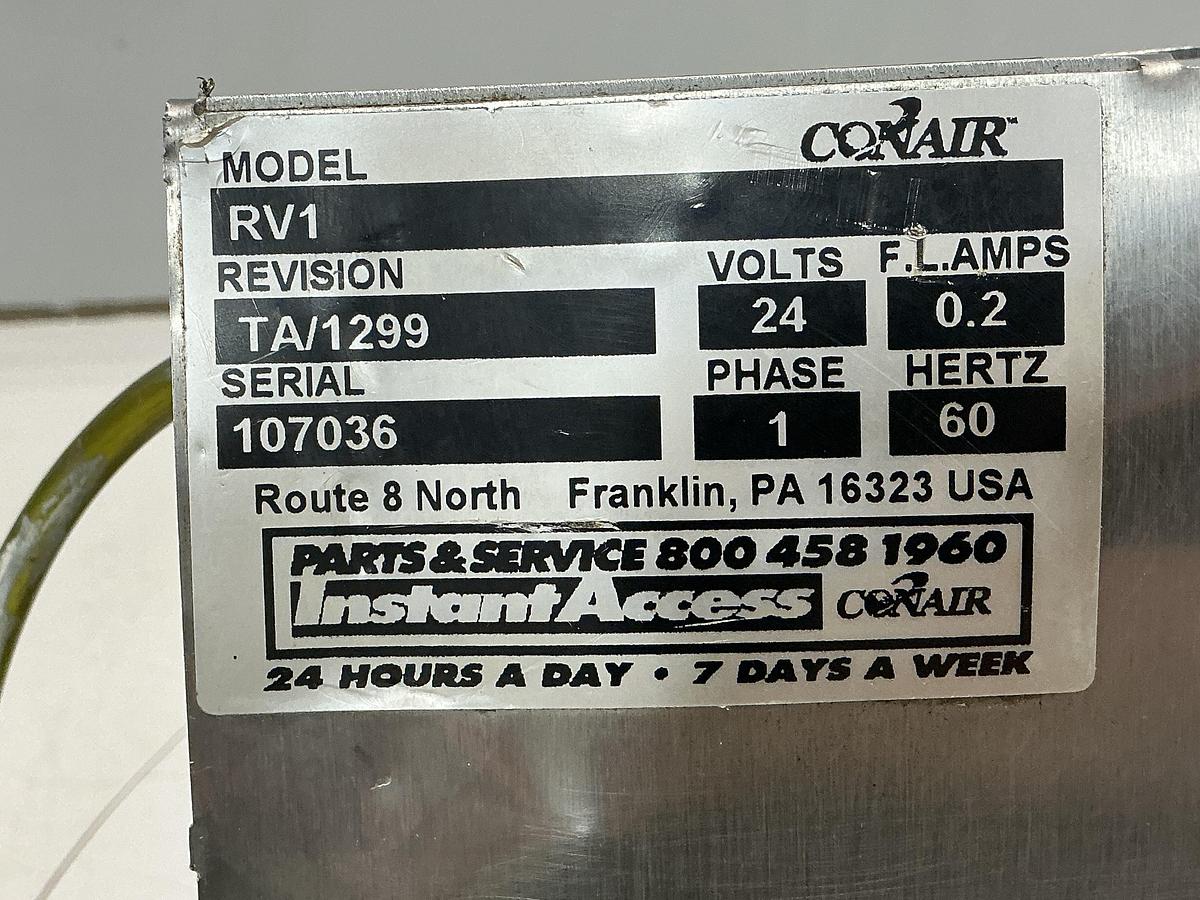 CONAIR™
MODEL
RV1
REVISION
TA/1299
VOLTS F.L.AMPS
24 0.2
SERIAL
107036
PHASE HERTZ
1 60
Route 8 North Franklin, PA 16323 USA
PARTS & SERVICE 800 458 1960
InstantAccess CONAIR
24 HOURS A DAY • 7 DAYS A WEEK